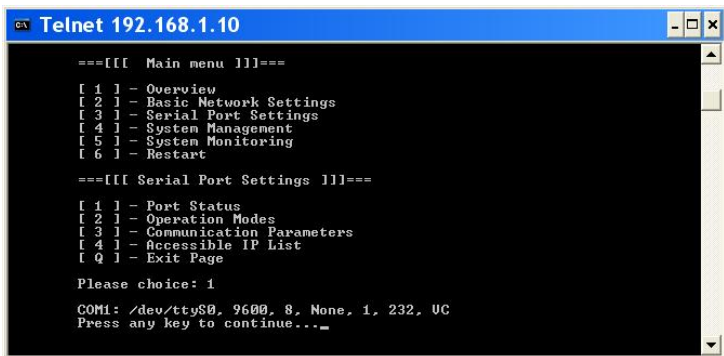 Telnet 192.168.1.10
===[[[ Main menu ]]]===
[ 1 ] - Overview
[ 2 ] - Basic Network Settings
[ 3 ] - Serial Port Settings
[ 4 ] - System Management
[ 5 ] - System Monitoring
[ 6 ] - Restart
===[[[ Serial Port Settings ]]]===
[ 1 ] - Port Status
[ 2 ] - Operation Modes
[ 3 ] - Communication Parameters
[ 4 ] - Accessible IP List
[ Q ] - Exit Page
Please choice: 1
COM1: /dev/ttyS0, 9600, 8, None, 1, 232, VC
Press any key to continue..._